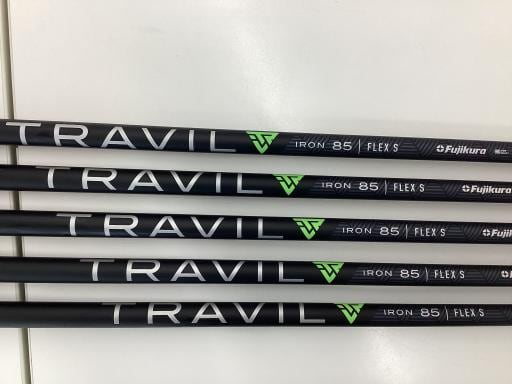 TRAVIL IRON 85 | FLEX S Fujikura
TRAVIL IRON 85 | FLEX S Fujikura
TRAVIL IRON 85 | FLEX S Fujik
TRAVIL IRON 85 | FLEX S
TRAVIL IRON 85 | FLEX S